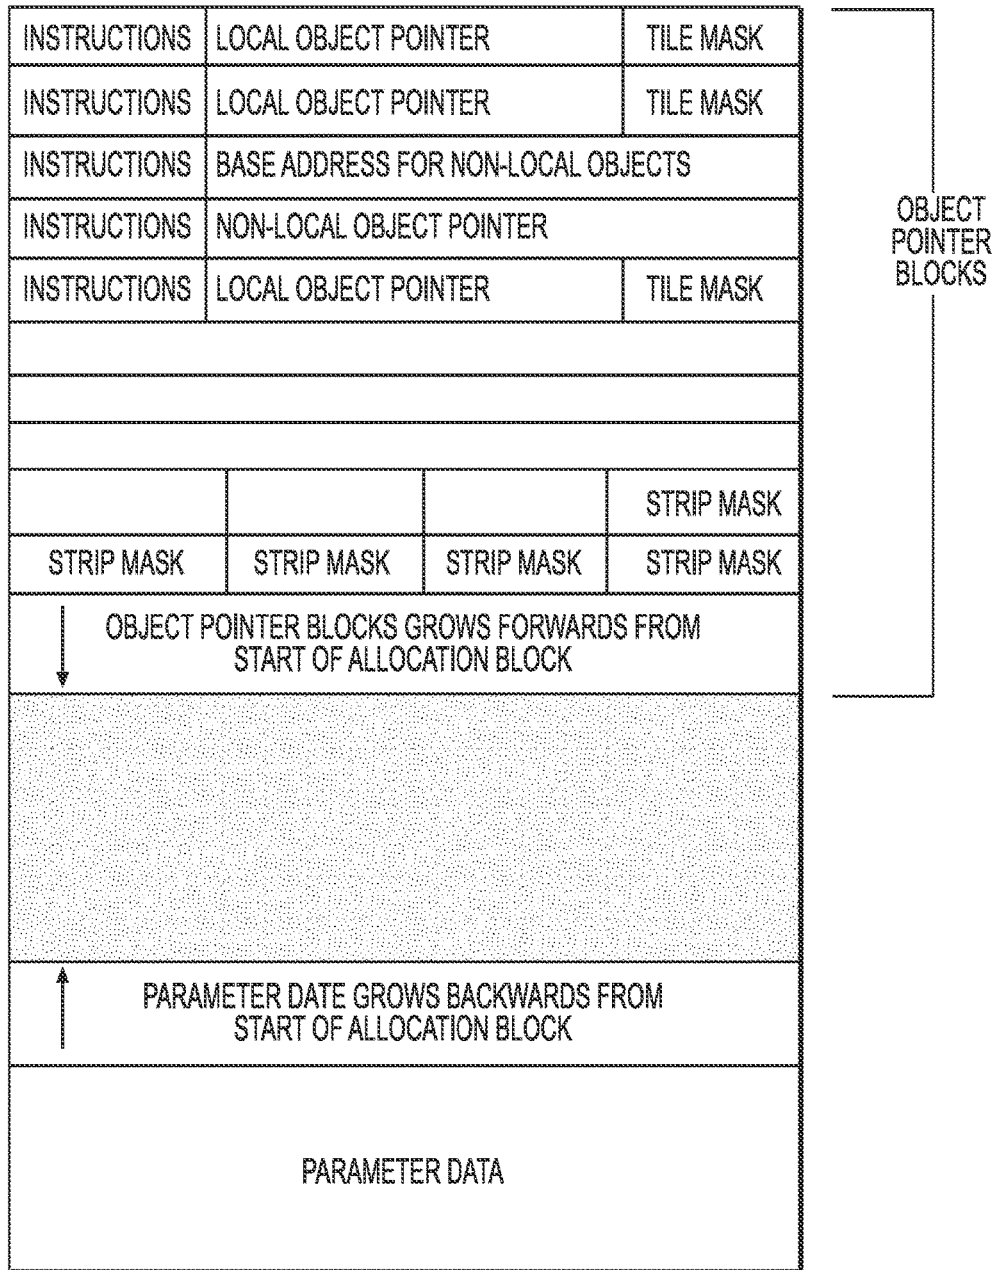 INSTRUCTIONS LOCAL OBJECT POINTER TILE MASK
INSTRUCTIONS LOCAL OBJECT POINTER TILE MASK
INSTRUCTIONS BASE ADDRESS FOR NON-LOCAL OBJECTS
INSTRUCTIONS NON-LOCAL OBJECT POINTER
INSTRUCTIONS LOCAL OBJECT POINTER TILE MASK
STRIP MASK
STRIP MASK STRIP MASK STRIP MASK STRIP MASK
OBJECT POINTER BLOCKS GROWS FORWARDS FROM
START OF ALLOCATION BLOCK
PARAMETER DATE GROWS BACKWARDS FROM
START OF ALLOCATION BLOCK
PARAMETER DATA
OBJECT
POINTER
BLOCKS